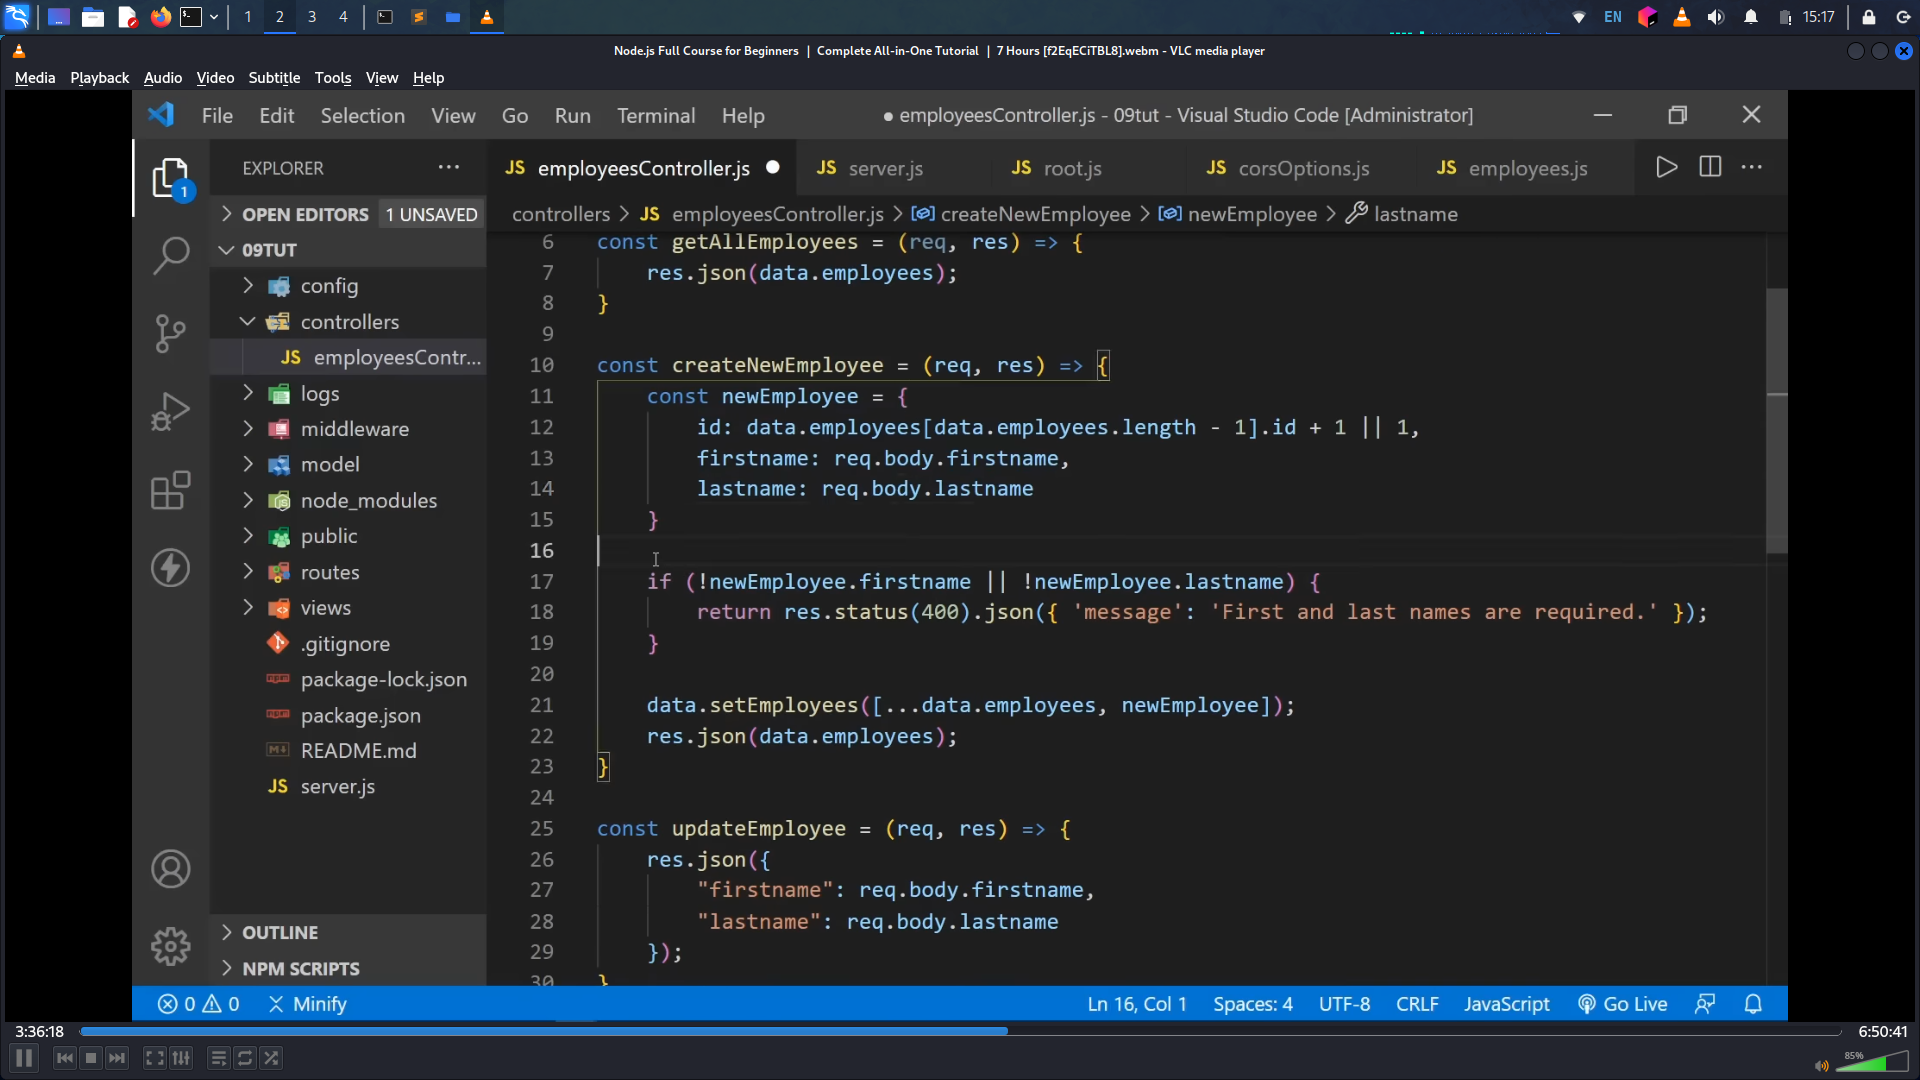 1 2 3 4 EN 15:17
Node.js Full Course for Beginners | Complete All-in-One Tutorial | 7 Hours [f2EqECiTBL8].webm - VLC media player
Media Playback Audio Video Subtitle Tools View Help
File Edit Selection View Go Run Terminal Help ● employeesController.js - 09tut - Visual Studio Code [Administrator]
EXPLORER ···
JS employeesController.js ● JS server.js JS root.js JS corsOptions.js JS employees.js ···
1
OPEN EDITORS 1 UNSAVED
controllers > JS employeesController.js > createNewEmployee > newEmployee > lastname
09TUT
config
controllers
JS employeesContr...
logs
middleware
model
node_modules
public
routes
views
.gitignore
package-lock.json
package.json
README.md
JS server.js
OUTLINE
NPM SCRIPTS
6 const getAllEmployees = (req, res) => {
7 res.json(data.employees);
8 }
9
10 const createNewEmployee = (req, res) => {
11 const newEmployee = {
12 id: data.employees[data.employees.length - 1].id + 1 || 1,
13 firstname: req.body.firstname,
14 lastname: req.body.lastname
15 }
16
17 if (!newEmployee.firstname || !newEmployee.lastname) {
18 return res.status(400).json({ 'message': 'First and last names are required.' });
19 }
20
21 data.setEmployees([...data.employees, newEmployee]);
22 res.json(data.employees);
23 }
24
25 const updateEmployee = (req, res) => {
26 res.json({
27 "firstname": req.body.firstname,
28 "lastname": req.body.lastname
29 });
30 }
0 0 Minify Ln 16, Col 1 Spaces: 4 UTF-8 CRLF JavaScript Go Live
3:36:18 6:50:41
85%